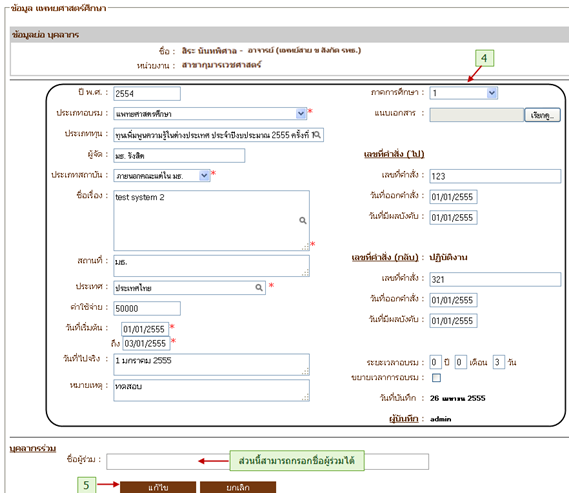 ข้อมูล แพทยศาสตร์ศึกษา
ข้อมูลย่อ บุคลากร
ชื่อ : สิระ นันทพิศาล - อาจารย์ (แพทย์สาย ข สังกัด รพธ.)
หน่วยงาน : สาขากุมารเวชศาสตร์
4
ปี พ.ศ. : 2554
ภาคการศึกษา : 1
ประเภทอบรม : แพทยศาสตรศึกษา *
แนบเอกสาร : เรียกดู...
ประเภททุน : ทุนเพิ่มพูนความรู้ในต่างประเทศ ประจำปีงบประมาณ 2555 ครั้งที่ 1
ผู้จัด : มธ. รังสิต
เลขที่คำสั่ง (ไป)
ประเภทสถาบัน : ภายนอกคณะแต่ใน มธ. *
เลขที่คำสั่ง : 123
ชื่อเรื่อง : test system 2 *
วันที่ออกคำสั่ง : 01/01/2555
วันที่มีผลบังคับ : 01/01/2555
สถานที่ : มธ.
เลขที่คำสั่ง (กลับ) : ปฏิบัติงาน
ประเทศ : ประเทศไทย *
เลขที่คำสั่ง : 321
ค่าใช้จ่าย : 50000
วันที่ออกคำสั่ง : 01/01/2555
วันที่เริ่มต้น : 01/01/2555 *
วันที่มีผลบังคับ : 01/01/2555
ถึง 03/01/2555 *
วันที่ไปจริง : 1 มกราคม 2555
ระยะเวลาอบรม : 0 ปี 0 เดือน 3 วัน
ขยายเวลาการอบรม :
หมายเหตุ : ทดสอบ
วันที่บันทึก : 26 เมษายน 2555
ผู้บันทึก : admin
บุคลากรร่วม
ชื่อผู้ร่วม : ส่วนนี้สามารถกรอกชื่อผู้ร่วมได้
5 แก้ไข ยกเลิก